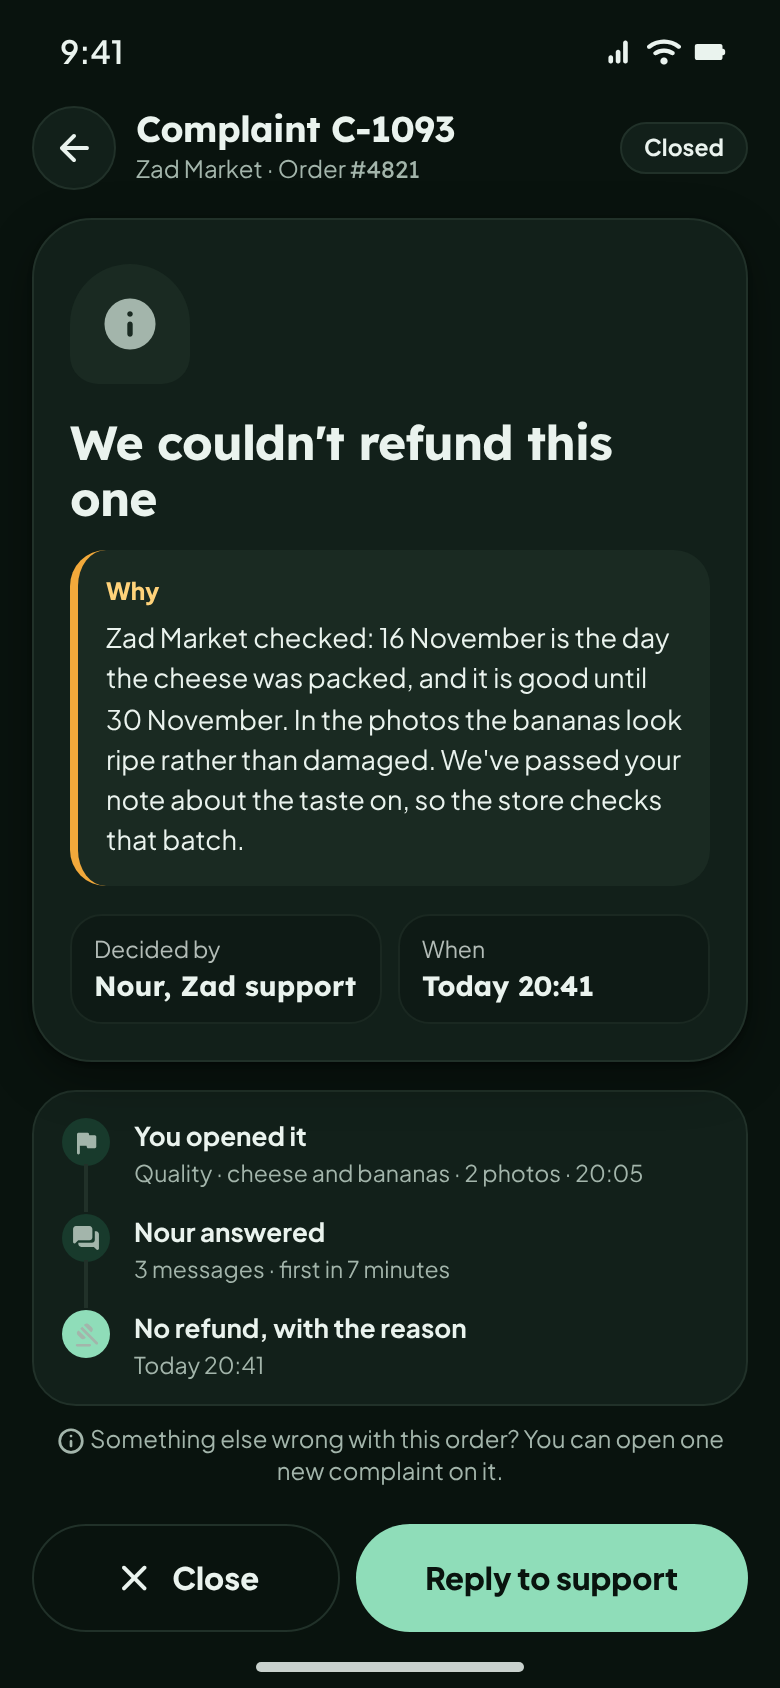 9:41
Complaint C-1093
Zad Market · Order #4821
Closed
We couldn't refund this
one
Why
Zad Market checked: 16 November is the day
the cheese was packed, and it is good until
30 November. In the photos the bananas look
ripe rather than damaged. We've passed your
note about the taste on, so the store checks
that batch.
Decided by
Nour, Zad support
When
Today 20:41
You opened it
Quality · cheese and bananas · 2 photos · 20:05
Nour answered
3 messages · first in 7 minutes
No refund, with the reason
Today 20:41
Something else wrong with this order? You can open one
new complaint on it.
Close
Reply to support